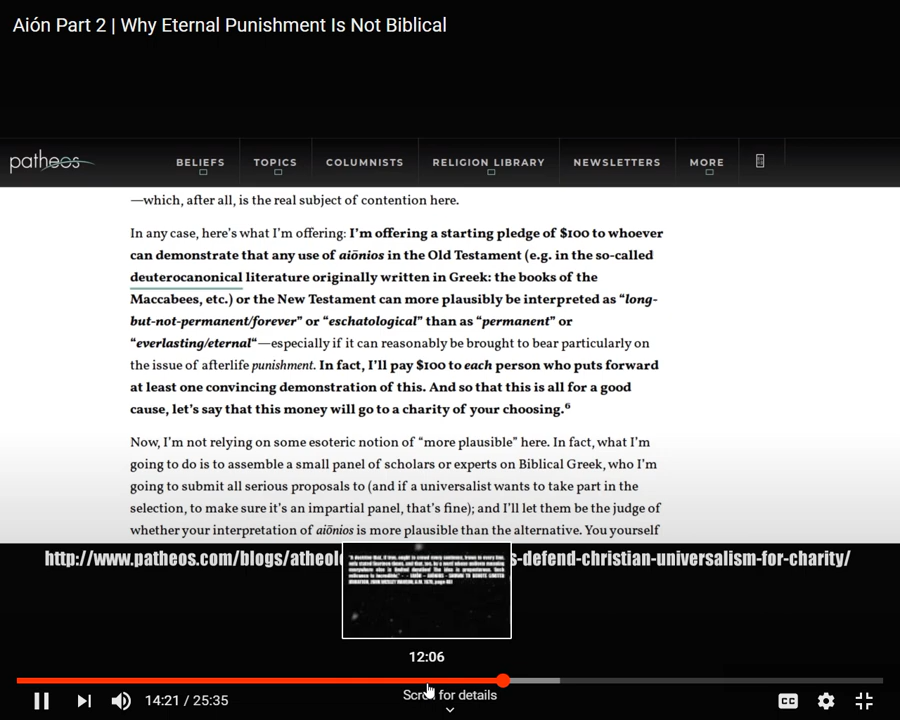 Aión Part 2 | Why Eternal Punishment Is Not Biblical
patheos
BELIEFS TOPICS COLUMNISTS RELIGION LIBRARY NEWSLETTERS MORE
—which, after all, is the real subject of contention here.
In any case, here's what I'm offering: I'm offering a starting pledge of $100 to whoever
can demonstrate that any use of aiōnios in the Old Testament (e.g. in the so-called
deuterocanonical literature originally written in Greek: the books of the
Maccabees, etc.) or the New Testament can more plausibly be interpreted as “long-
but-not-permanent/forever” or “eschatological” than as “permanent” or
“everlasting/eternal“—especially if it can reasonably be brought to bear particularly on
the issue of afterlife punishment. In fact, I'll pay $100 to each person who puts forward
at least one convincing demonstration of this. And so that this is all for a good
cause, let's say that this money will go to a charity of your choosing.⁶
Now, I'm not relying on some esoteric notion of “more plausible” here. In fact, what I'm
going to do is to assemble a small panel of scholars or experts on Biblical Greek, who I'm
going to submit all serious proposals to (and if a universalist wants to take part in the
selection, to make sure it's an impartial panel, that's fine); and I'll let them be the judge of
whether your interpretation of aiōnios is more plausible than the alternative. You yourself
http://www.patheos.com/blogs/atheol s-defend-christian-universalism-for-charity/
12:06
14:21 / 25:35
Scroll for details
CC